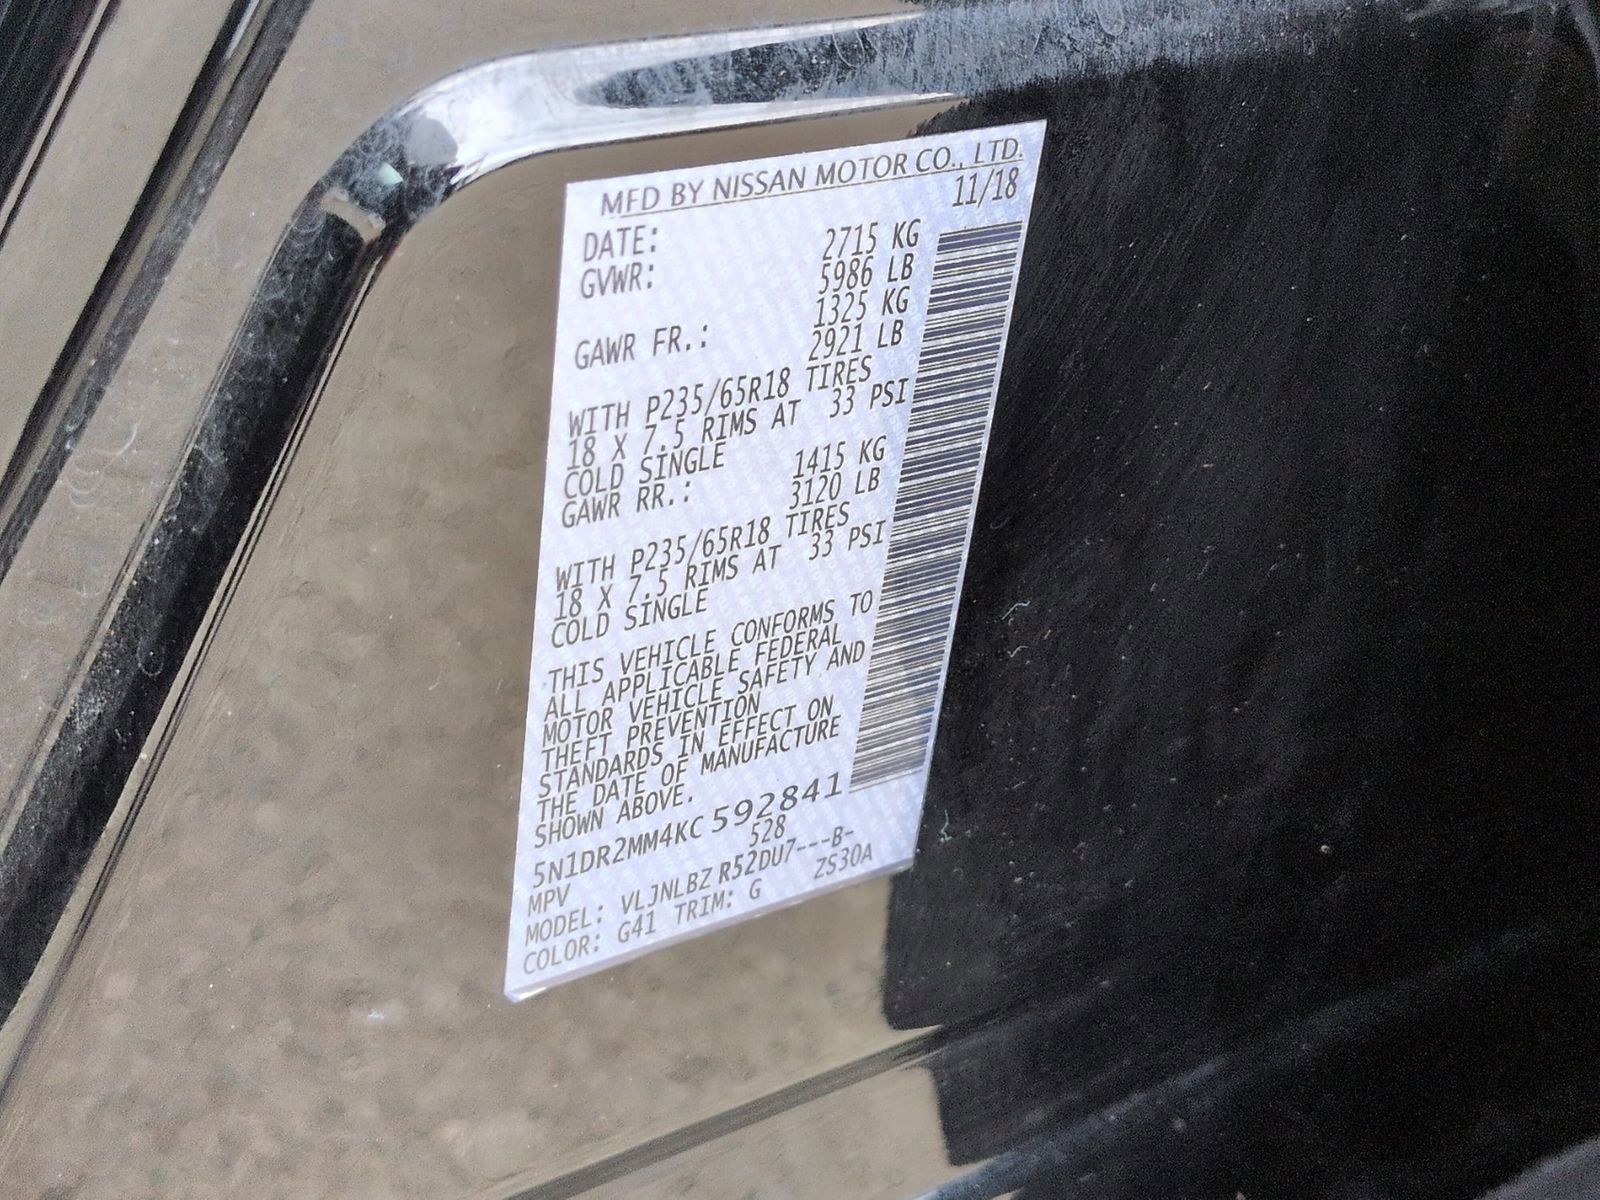 MFD BY NISSAN MOTOR CO., LTD.
DATE: 11/18
GVWR: 2715 KG
5986 LB
GAWR FR.: 1325 KG
2921 LB
WITH P235/65R18 TIRES
18 X 7.5 RIMS AT 33 PSI
COLD SINGLE
GAWR RR.: 1415 KG
3120 LB
WITH P235/65R18 TIRES
18 X 7.5 RIMS AT 33 PSI
COLD SINGLE
THIS VEHICLE CONFORMS TO
ALL APPLICABLE FEDERAL
MOTOR VEHICLE SAFETY AND
THEFT PREVENTION
STANDARDS IN EFFECT ON
THE DATE OF MANUFACTURE
SHOWN ABOVE.
5N1DR2MM4KC 592841
MPV 528
MODEL: VLJNLBZ R52DU7---B-
COLOR: G41 TRIM: G ZS30A